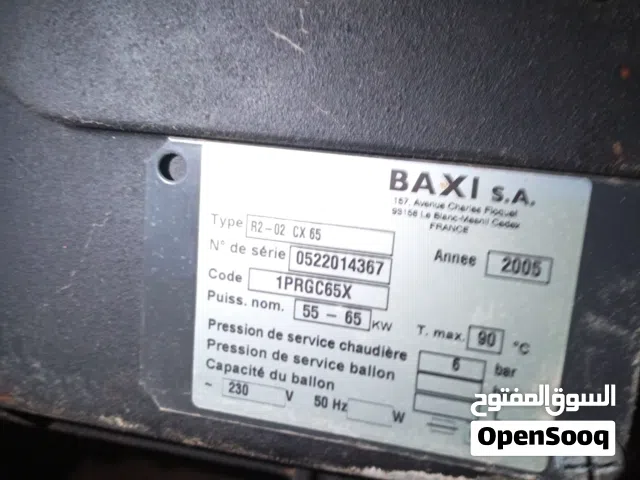 BAXI S.A.
157, Avenue Charles Floquet
93158 Le Blanc-Mesnil Cedex
FRANCE
Type R2-02 CX 65
N° de série 0522014367 Annee 2005
Code 1PRGC65X
Puiss. nom. 55 - 65 KW T. max. 90 °C
Pression de service chaudière 6 bar
Pression de service ballon
Capacité du ballon
~ 230 V 50 Hz W
السوق المفتوح
OpenSooq